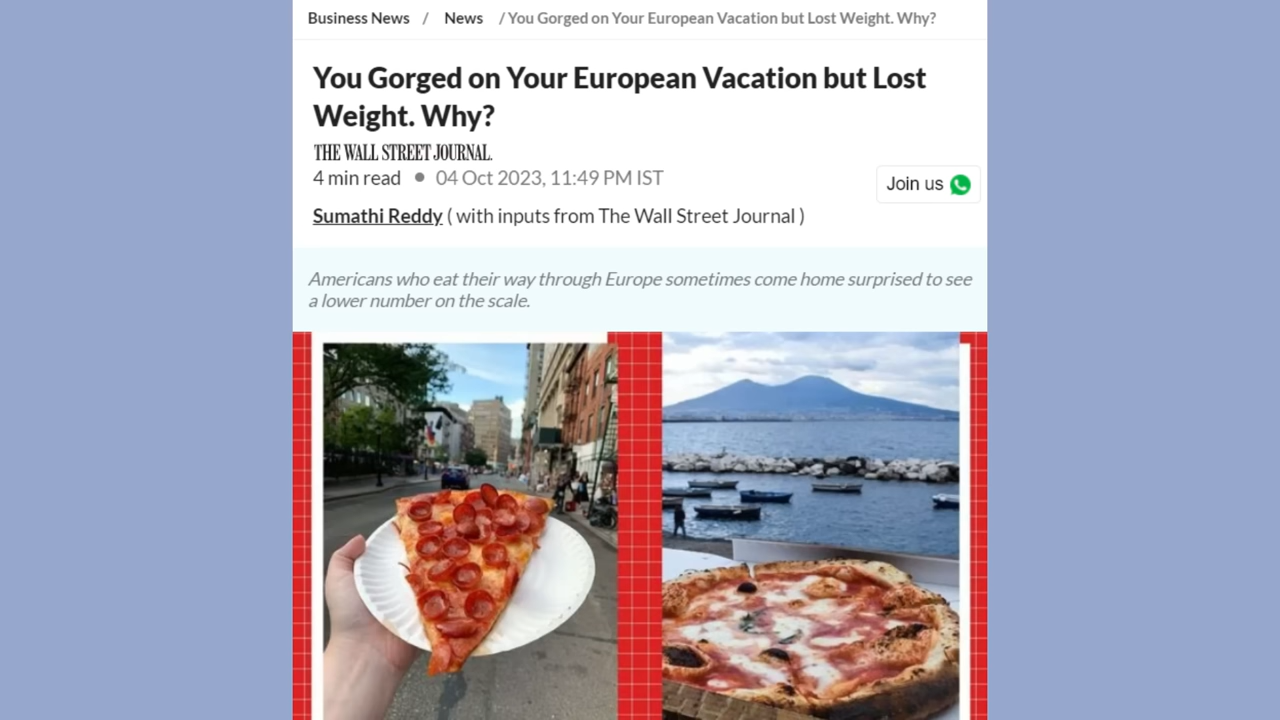 Business News / News / You Gorged on Your European Vacation but Lost Weight. Why?
You Gorged on Your European Vacation but Lost
Weight. Why?
THE WALL STREET JOURNAL.
4 min read ● 04 Oct 2023, 11:49 PM IST
Join us
Sumathi Reddy ( with inputs from The Wall Street Journal )
Americans who eat their way through Europe sometimes come home surprised to see
a lower number on the scale.